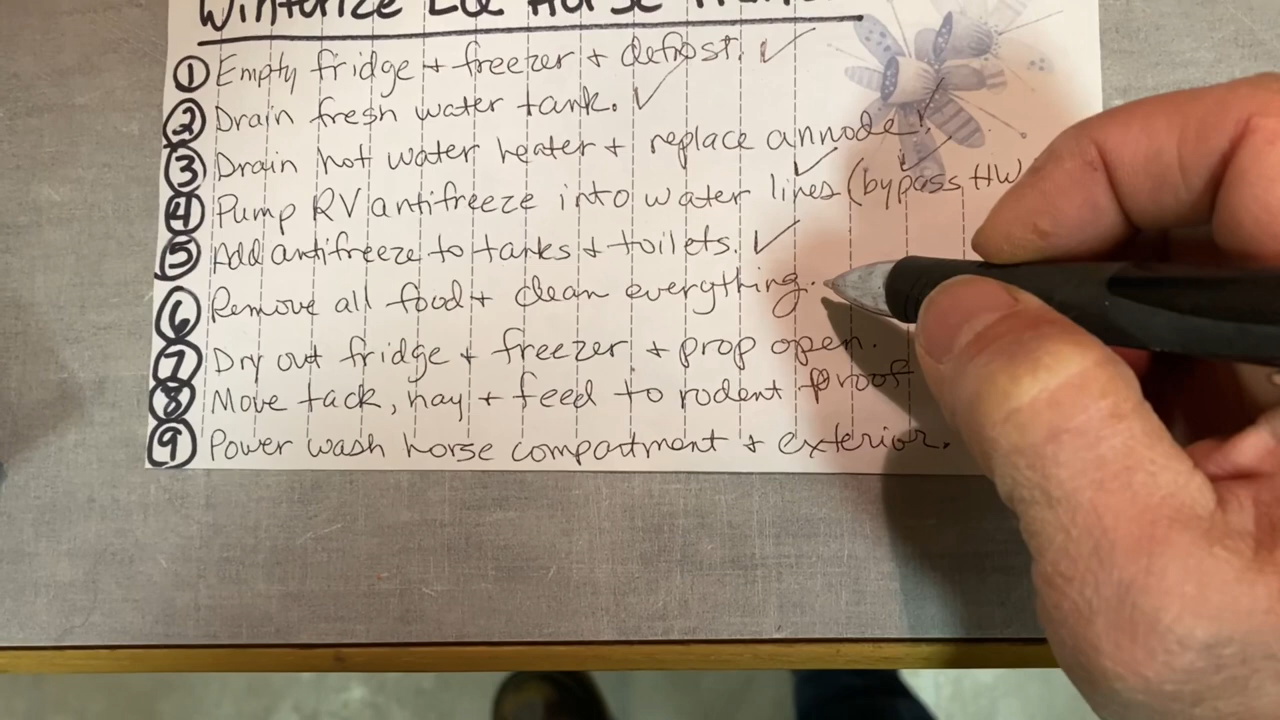 Winterize LQ Horse Trailer
① Empty fridge + freezer + defrost. ✓
② Drain fresh water tank. ✓
③ Drain hot water heater + replace annode! ✓
④ Pump RV antifreeze into water lines (bypass HW
⑤ Add antifreeze to tanks + toilets. ✓
⑥ Remove all food + clean everything.
⑦ Dry out fridge + freezer + prop open.
⑧ Move tack, hay + feed to rodent proof
⑨ Power wash horse compartment + exterior.